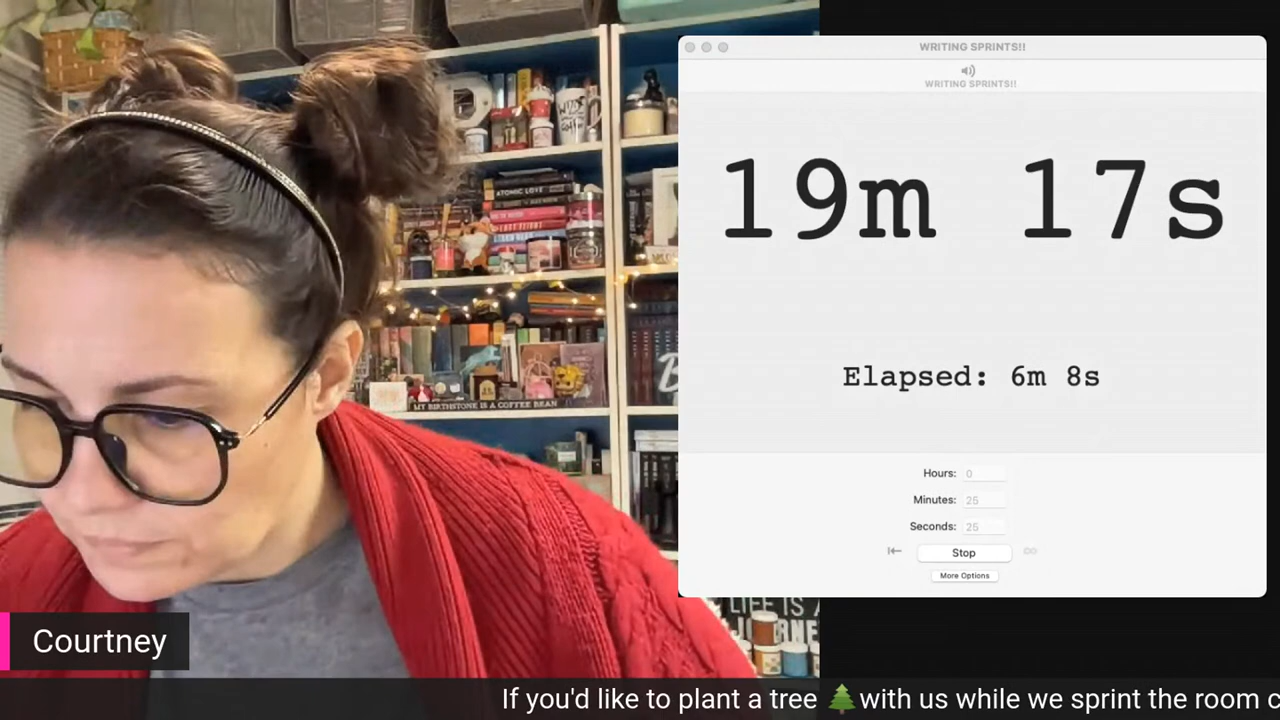 WRITING SPRINTS!!
WRITING SPRINTS!!
19m 17s
Elapsed: 6m 8s
Hours: 0
Minutes: 25
Seconds: 25
Stop
More Options
ATOMIC LOVE
MY BIRTHSTONE IS A COFFEE BEAN
LIFE IS A
Courtney
If you'd like to plant a tree 🌲with us while we sprint the room c